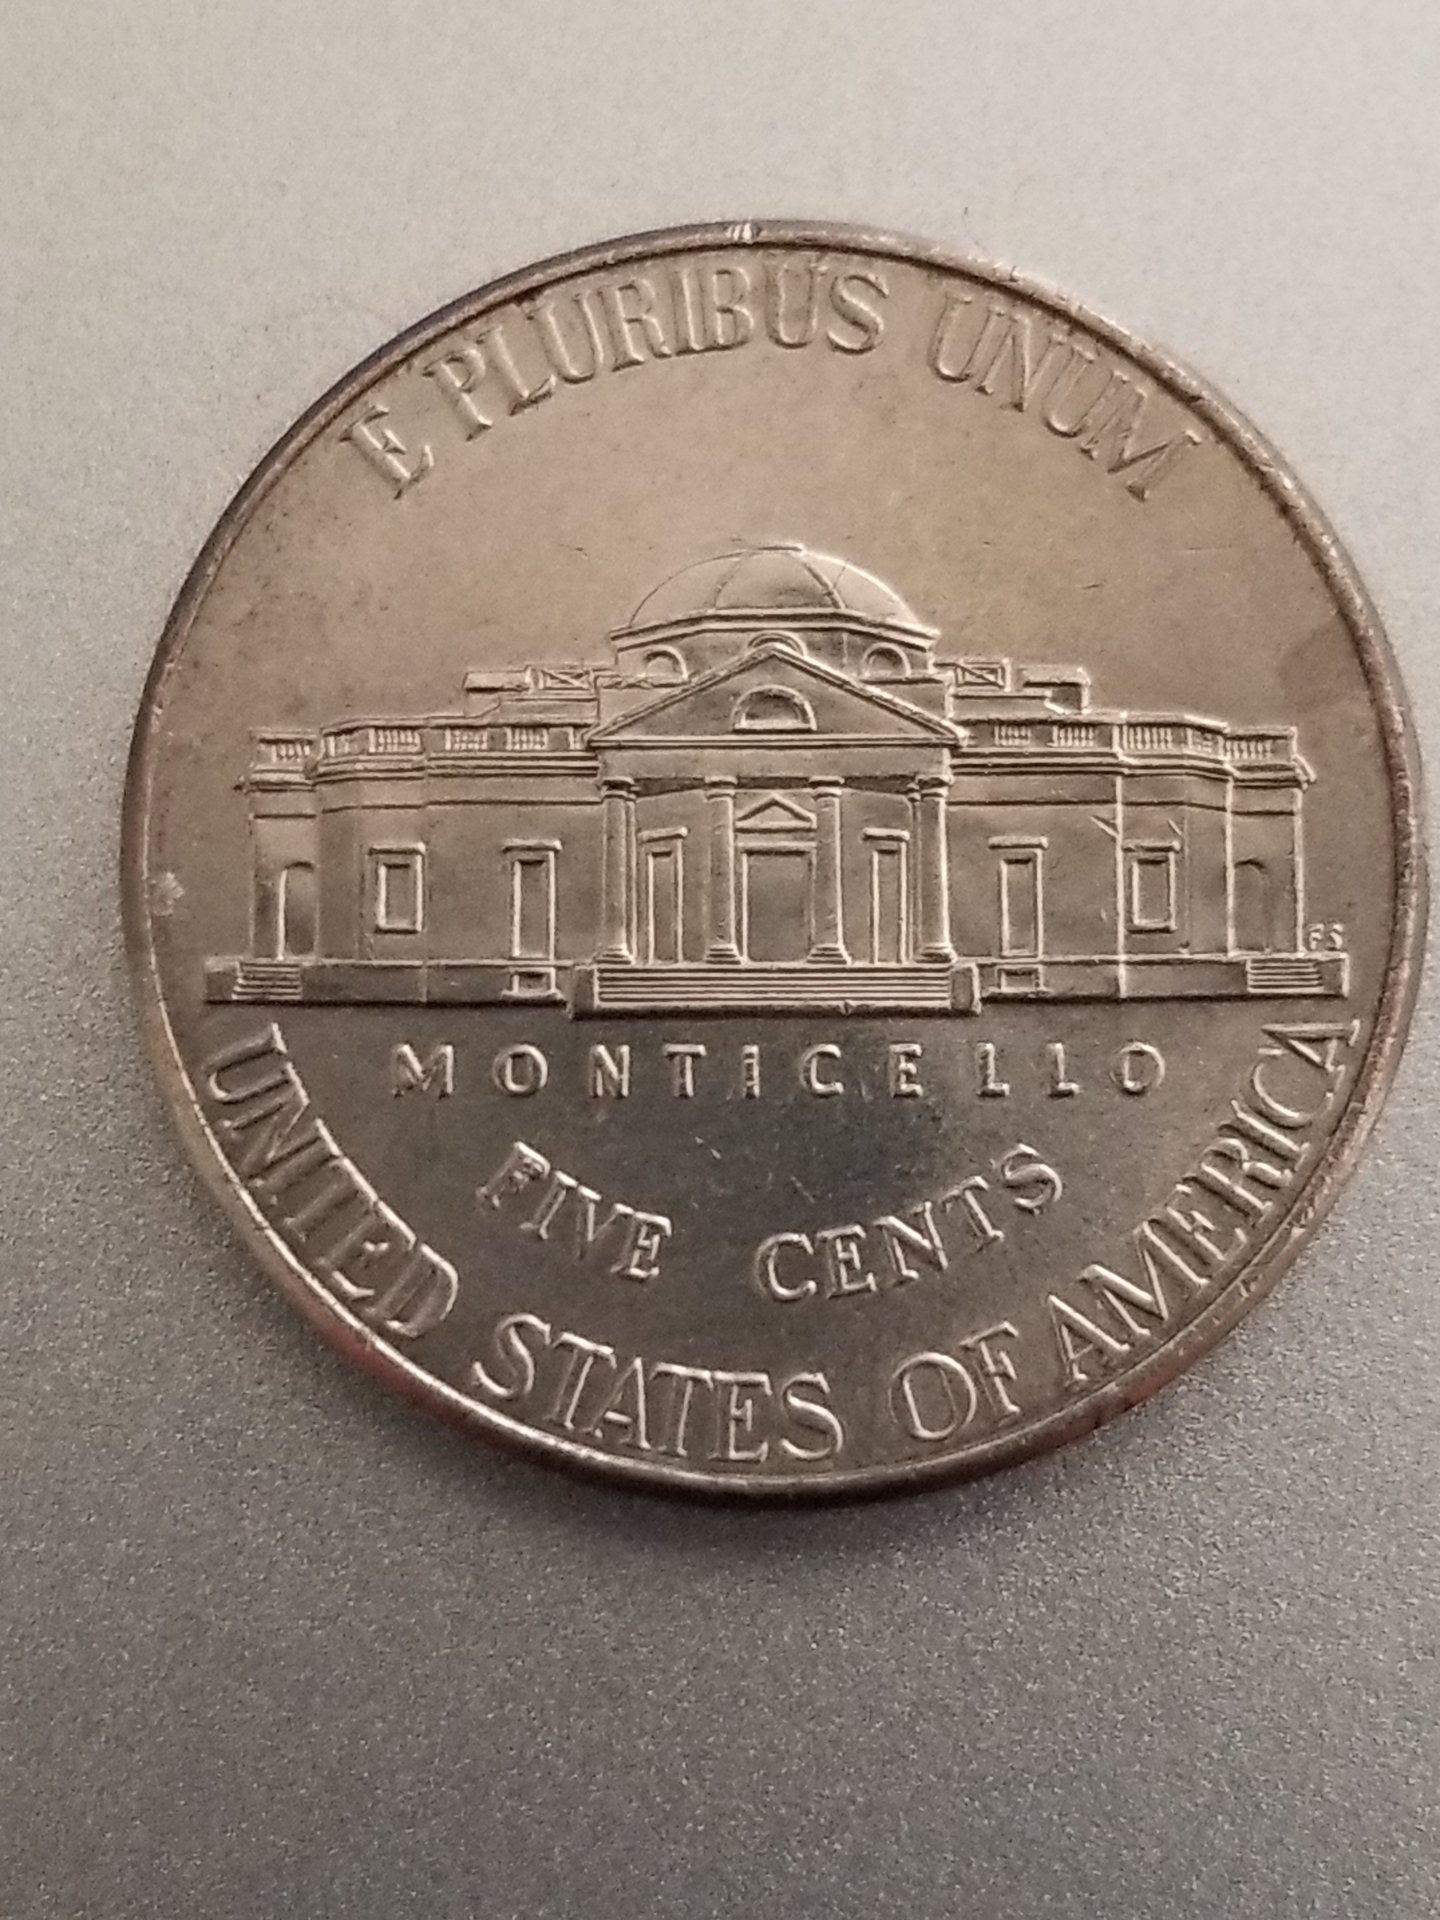 E PLURIBUS UNUM
FS
MONTICELLO
FIVE CENTS
UNITED STATES OF AMERICA